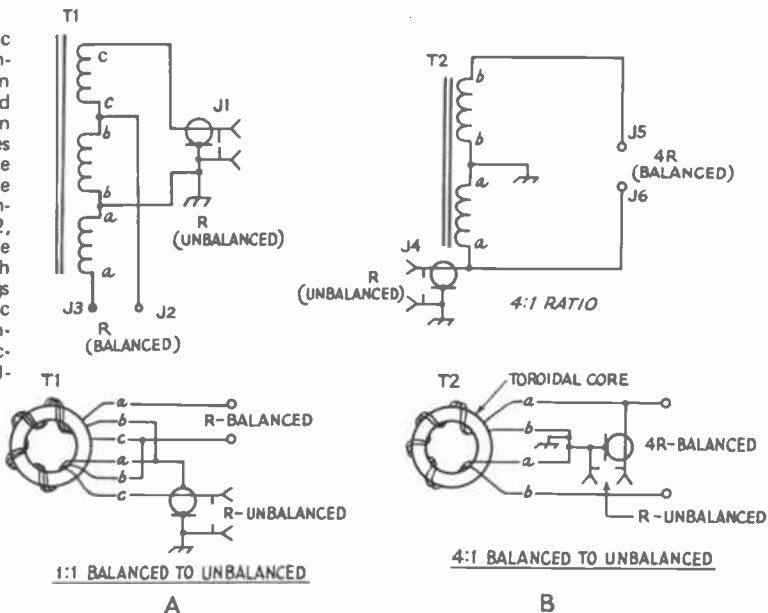 T1
c
c
b
b
a
a
J1
R
(UNBALANCED)
J3
J2
R
(BALANCED)
T2
b
b
a
a
J5
4R
(BALANCED)
J6
J4
R
(UNBALANCED)
4:1 RATIO
T1
a
b
c
a
b
c
R-BALANCED
R-UNBALANCED
1:1 BALANCED TO UNBALANCED
A
T2
TOROIDAL CORE
a
b
a
b
4R-BALANCED
R-UNBALANCED
4:1 BALANCED TO UNBALANCED
B